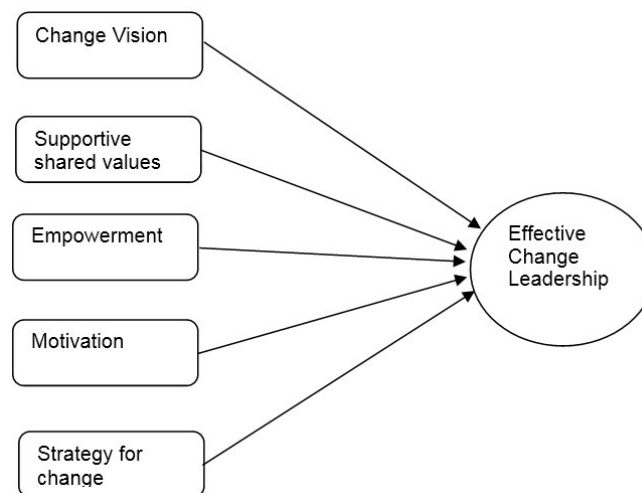 Change Vision
Supportive
shared values
Empowerment
Motivation
Strategy for
change
Effective
Change
Leadership